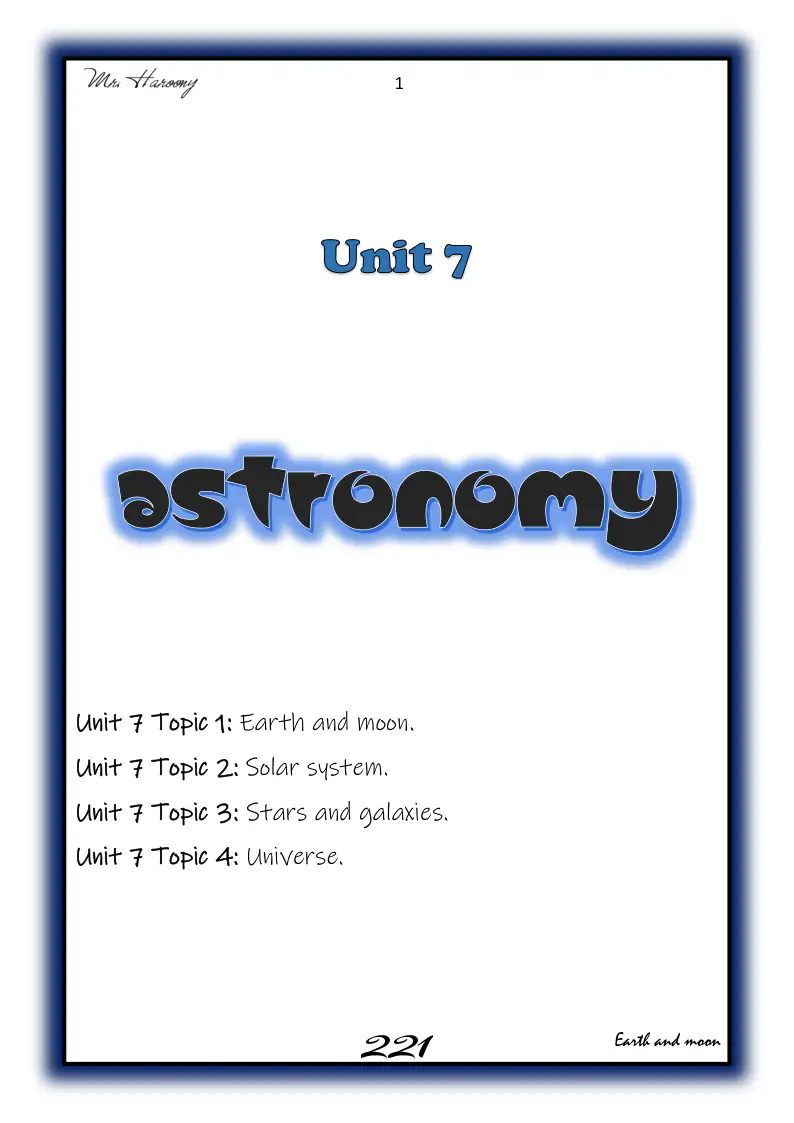 Mr. Haroomy
1
Unit 7
astronomy
Unit 7 Topic 1: Earth and moon.
Unit 7 Topic 2: Solar system.
Unit 7 Topic 3: Stars and galaxies.
Unit 7 Topic 4: Universe.
221
Earth and moon